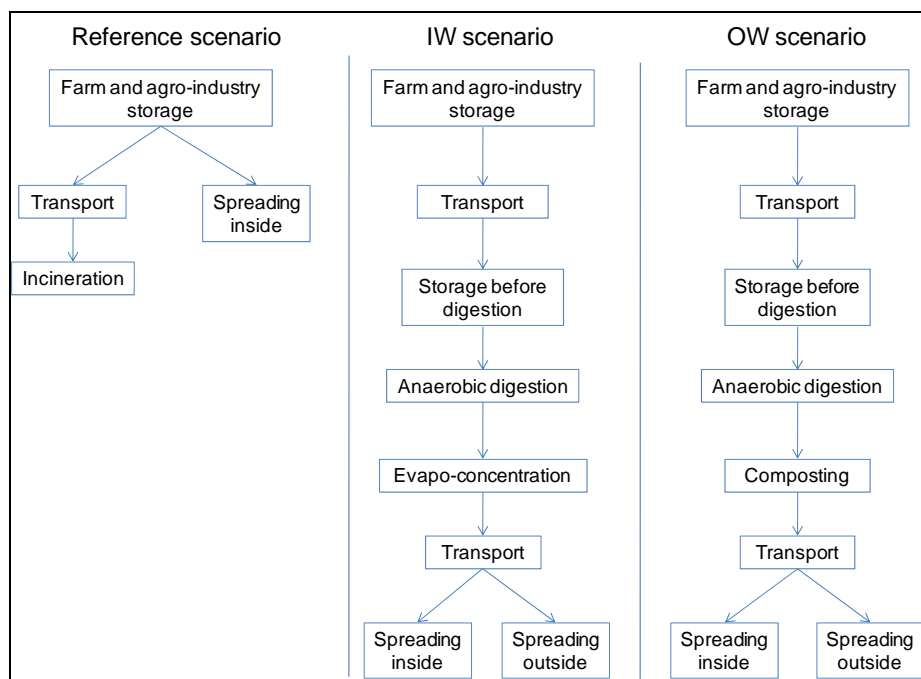 Reference scenario
Farm and agro-industry
storage
Transport
Spreading
inside
Incineration
IW scenario
Farm and agro-industry
storage
Transport
Storage before
digestion
Anaerobic digestion
Evapo-concentration
Transport
Spreading
inside
Spreading
outside
OW scenario
Farm and agro-industry
storage
Transport
Storage before
digestion
Anaerobic digestion
Composting
Transport
Spreading
inside
Spreading
outside